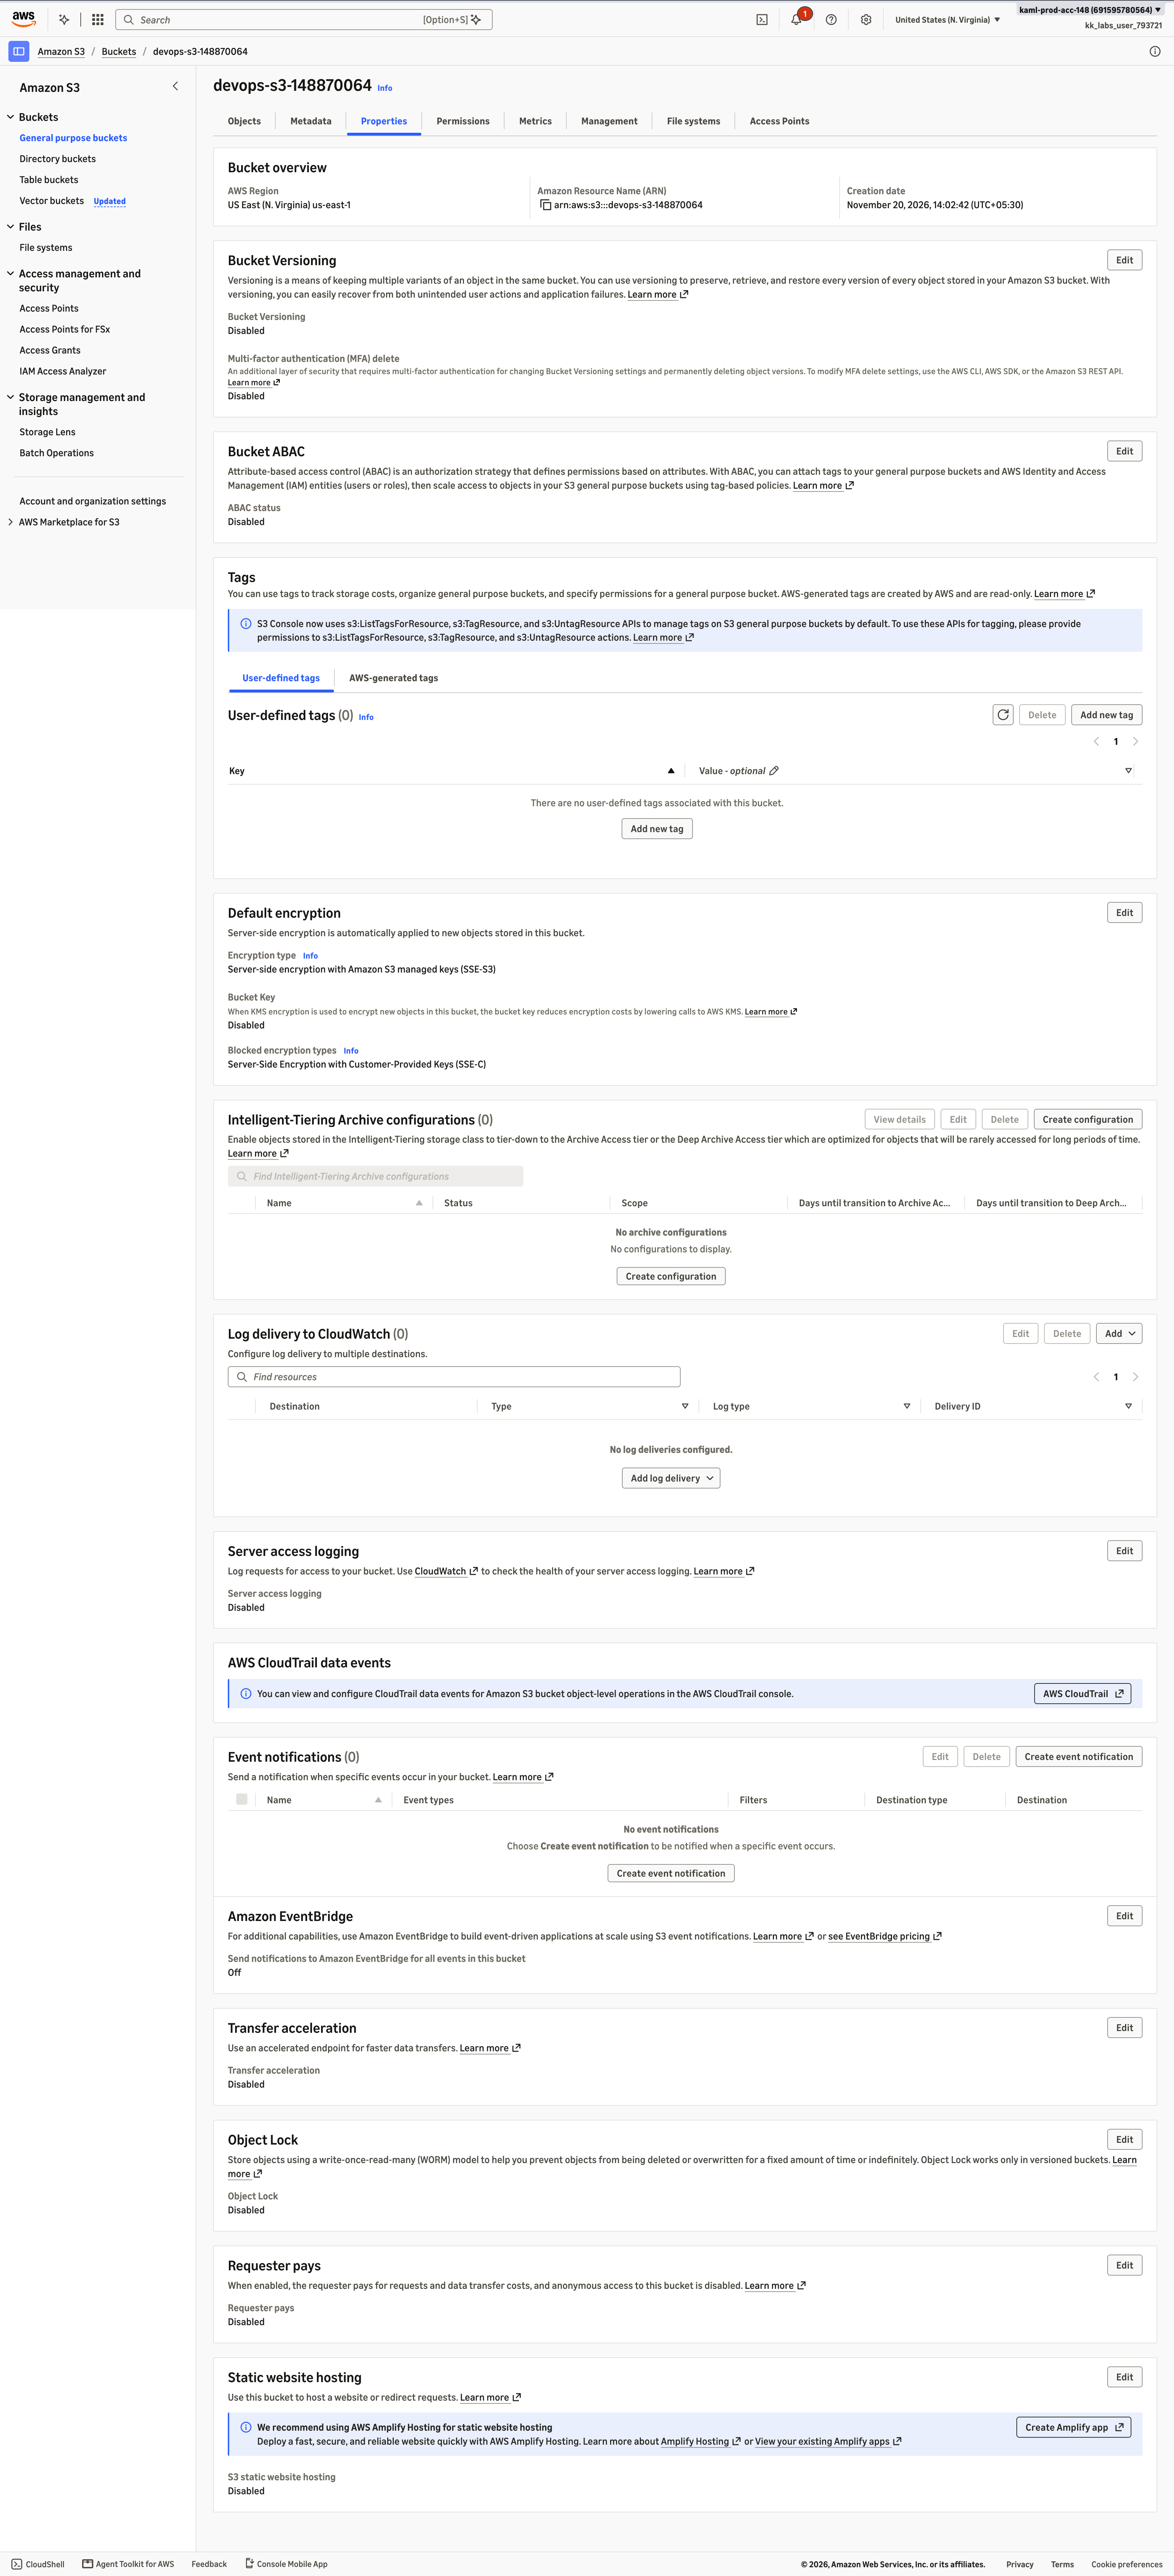 aws
Search
[Option+S]
1
United States (N. Virginia) ▼
kaml-prod-acc-148 (691595780564) ▼
kk_labs_user_793721
Amazon S3 / Buckets / devops-s3-148870064
Amazon S3
Buckets
General purpose buckets
Directory buckets
Table buckets
Vector buckets Updated
Files
File systems
Access management and
security
Access Points
Access Points for FSx
Access Grants
IAM Access Analyzer
Storage management and
insights
Storage Lens
Batch Operations
Account and organization settings
AWS Marketplace for S3
devops-s3-148870064 Info
Objects
Metadata
Properties
Permissions
Metrics
Management
File systems
Access Points
Bucket overview
AWS Region
US East (N. Virginia) us-east-1
Amazon Resource Name (ARN)
arn:aws:s3:::devops-s3-148870064
Creation date
November 20, 2026, 14:02:42 (UTC+05:30)
Bucket Versioning
Edit
Versioning is a means of keeping multiple variants of an object in the same bucket. You can use versioning to preserve, retrieve, and restore every version of every object stored in your Amazon S3 bucket. With
versioning, you can easily recover from both unintended user actions and application failures. Learn more
Bucket Versioning
Disabled
Multi-factor authentication (MFA) delete
An additional layer of security that requires multi-factor authentication for changing Bucket Versioning settings and permanently deleting object versions. To modify MFA delete settings, use the AWS CLI, AWS SDK, or the Amazon S3 REST API.
Learn more
Disabled
Bucket ABAC
Edit
Attribute-based access control (ABAC) is an authorization strategy that defines permissions based on attributes. With ABAC, you can attach tags to your general purpose buckets and AWS Identity and Access
Management (IAM) entities (users or roles), then scale access to objects in your S3 general purpose buckets using tag-based policies. Learn more
ABAC status
Disabled
Tags
You can use tags to track storage costs, organize general purpose buckets, and specify permissions for a general purpose bucket. AWS-generated tags are created by AWS and are read-only. Learn more
S3 Console now uses s3:ListTagsForResource, s3:TagResource, and s3:UntagResource APIs to manage tags on S3 general purpose buckets by default. To use these APIs for tagging, please provide
permissions to s3:ListTagsForResource, s3:TagResource, and s3:UntagResource actions. Learn more
User-defined tags
AWS-generated tags
User-defined tags (0) Info
Delete
Add new tag
1
Key
Value - optional
There are no user-defined tags associated with this bucket.
Add new tag
Default encryption
Edit
Server-side encryption is automatically applied to new objects stored in this bucket.
Encryption type Info
Server-side encryption with Amazon S3 managed keys (SSE-S3)
Bucket Key
When KMS encryption is used to encrypt new objects in this bucket, the bucket key reduces encryption costs by lowering calls to AWS KMS. Learn more
Disabled
Blocked encryption types Info
Server-Side Encryption with Customer-Provided Keys (SSE-C)
Intelligent-Tiering Archive configurations (0)
View details
Edit
Delete
Create configuration
Enable objects stored in the Intelligent-Tiering storage class to tier-down to the Archive Access tier or the Deep Archive Access tier which are optimized for objects that will be rarely accessed for long periods of time.
Learn more
Find Intelligent-Tiering Archive configurations
Name
Status
Scope
Days until transition to Archive Ac...
Days until transition to Deep Arch...
No archive configurations
No configurations to display.
Create configuration
Log delivery to CloudWatch (0)
Edit
Delete
Add
Configure log delivery to multiple destinations.
Find resources
1
Destination
Type
Log type
Delivery ID
No log deliveries configured.
Add log delivery
Server access logging
Edit
Log requests for access to your bucket. Use CloudWatch to check the health of your server access logging. Learn more
Server access logging
Disabled
AWS CloudTrail data events
You can view and configure CloudTrail data events for Amazon S3 bucket object-level operations in the AWS CloudTrail console.
AWS CloudTrail
Event notifications (0)
Edit
Delete
Create event notification
Send a notification when specific events occur in your bucket. Learn more
Name
Event types
Filters
Destination type
Destination
No event notifications
Choose Create event notification to be notified when a specific event occurs.
Create event notification
Amazon EventBridge
Edit
For additional capabilities, use Amazon EventBridge to build event-driven applications at scale using S3 event notifications. Learn more or see EventBridge pricing
Send notifications to Amazon EventBridge for all events in this bucket
Off
Transfer acceleration
Edit
Use an accelerated endpoint for faster data transfers. Learn more
Transfer acceleration
Disabled
Object Lock
Edit
Store objects using a write-once-read-many (WORM) model to help you prevent objects from being deleted or overwritten for a fixed amount of time or indefinitely. Object Lock works only in versioned buckets. Learn
more
Object Lock
Disabled
Requester pays
Edit
When enabled, the requester pays for requests and data transfer costs, and anonymous access to this bucket is disabled. Learn more
Requester pays
Disabled
Static website hosting
Edit
Use this bucket to host a website or redirect requests. Learn more
We recommend using AWS Amplify Hosting for static website hosting
Deploy a fast, secure, and reliable website quickly with AWS Amplify Hosting. Learn more about Amplify Hosting or View your existing Amplify apps
Create Amplify app
S3 static website hosting
Disabled
CloudShell
Agent Toolkit for AWS
Feedback
Console Mobile App
© 2026, Amazon Web Services, Inc. or its affiliates.
Privacy
Terms
Cookie preferences